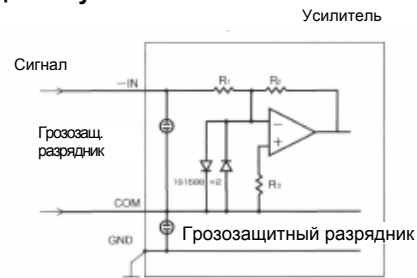 Усилитель
Сигнал
−IN
R₁
R₂
Грозозащ.
разрядник
−
+
1S1588 ×2
R₃
COM
GND
Грозозащитный разрядник